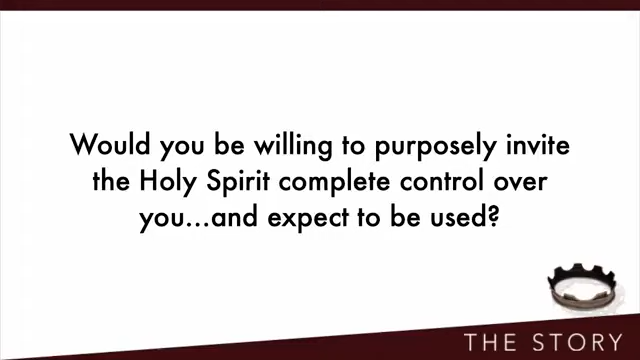 Would you be willing to purposely invite
the Holy Spirit complete control over
you...and expect to be used?
THE STORY